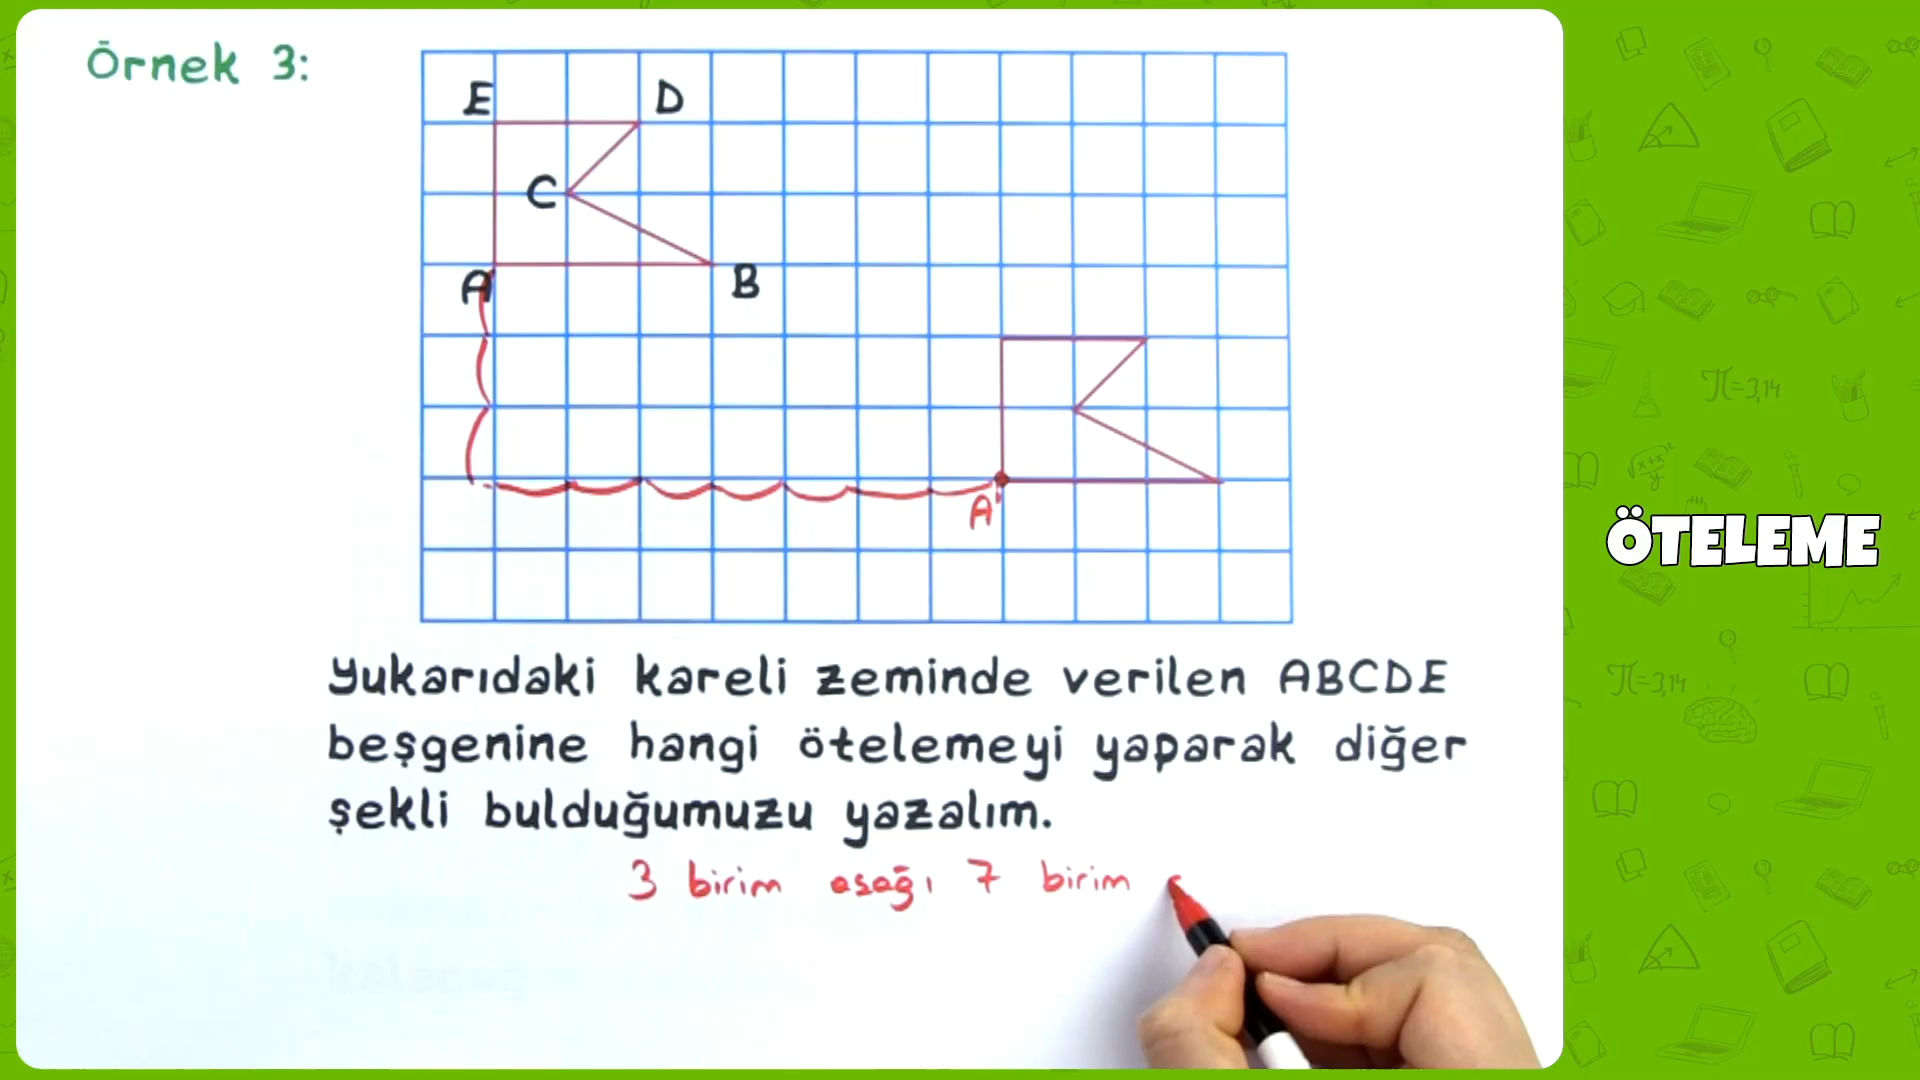 Örnek 3:
E
D
C
A
B
A'
Yukarıdaki kareli zeminde verilen ABCDE
beşgenine hangi ötelemeyi yaparak diğer
şekli bulduğumuzu yazalım.
3 birim aşağı 7 birim
ÖTELEME
π=3,14
π=3,14